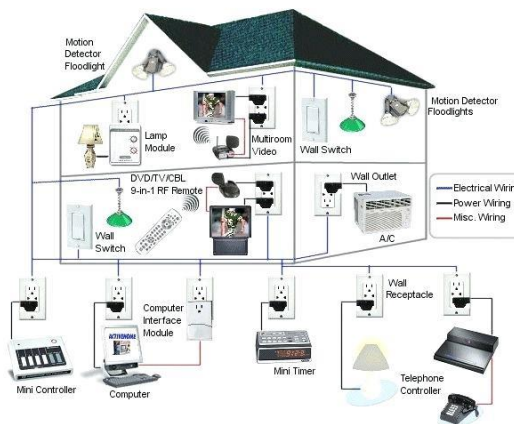 Motion
Detector
Floodlight
Lamp
Module
Multiroom
Video
Wall Switch
Motion Detector
Floodlights
DVD/TV/CBL
9-in-1 RF Remote
Wall Outlet
Electrical Wiring
Power Wiring
Misc. Wiring
Wall
Switch
A/C
Computer
Interface
Module
Wall
Receptacle
ACTIVEHOME
Mini Controller
Computer
Mini Timer
Telephone
Controller